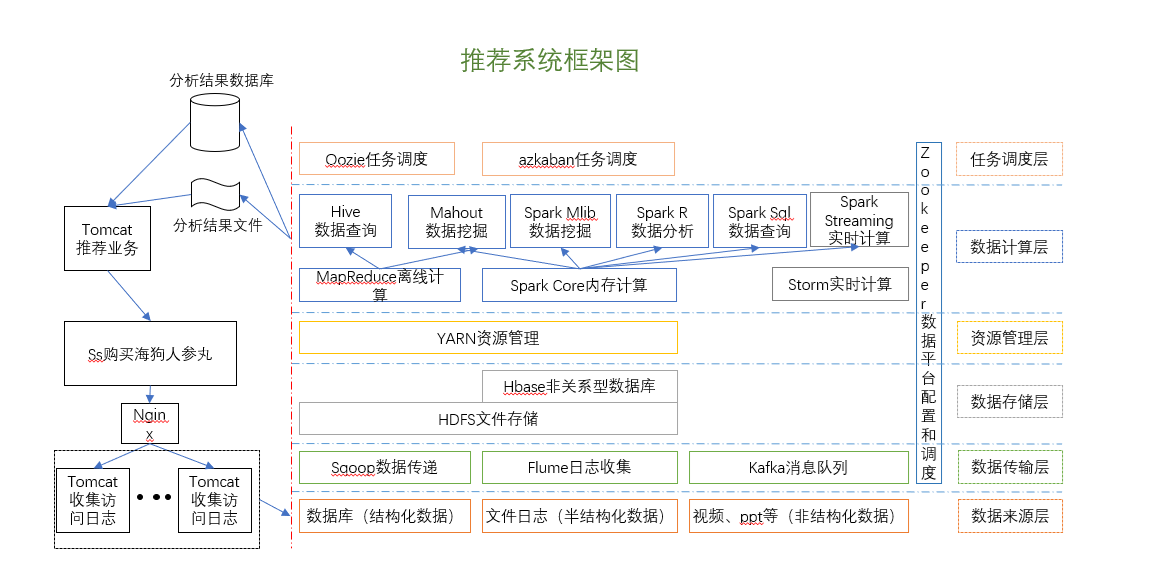 推荐系统框架图
分析结果数据库
分析结果文件
Tomcat
推荐业务
Ss购买海狗人参丸
Ngin
x
Tomcat
收集访
问日志
Tomcat
收集访
问日志
Oozie任务调度
azkaban任务调度
任务调度层
Hive
数据查询
Mahout
数据挖掘
Spark Mlib
数据挖掘
Spark R
数据分析
Spark Sql
数据查询
Spark
Streaming
实时计算
MapReduce离线计
算
Spark Core内存计算
Storm实时计算
数据计算层
YARN资源管理
资源管理层
Hbase非关系型数据库
HDFS文件存储
数据存储层
Sqoop数据传递
Flume日志收集
Kafka消息队列
数据传输层
数据库（结构化数据）
文件日志（半结构化数据）
视频、ppt等（非结构化数据）
数据来源层
Zookeeper数据平台配置和调度